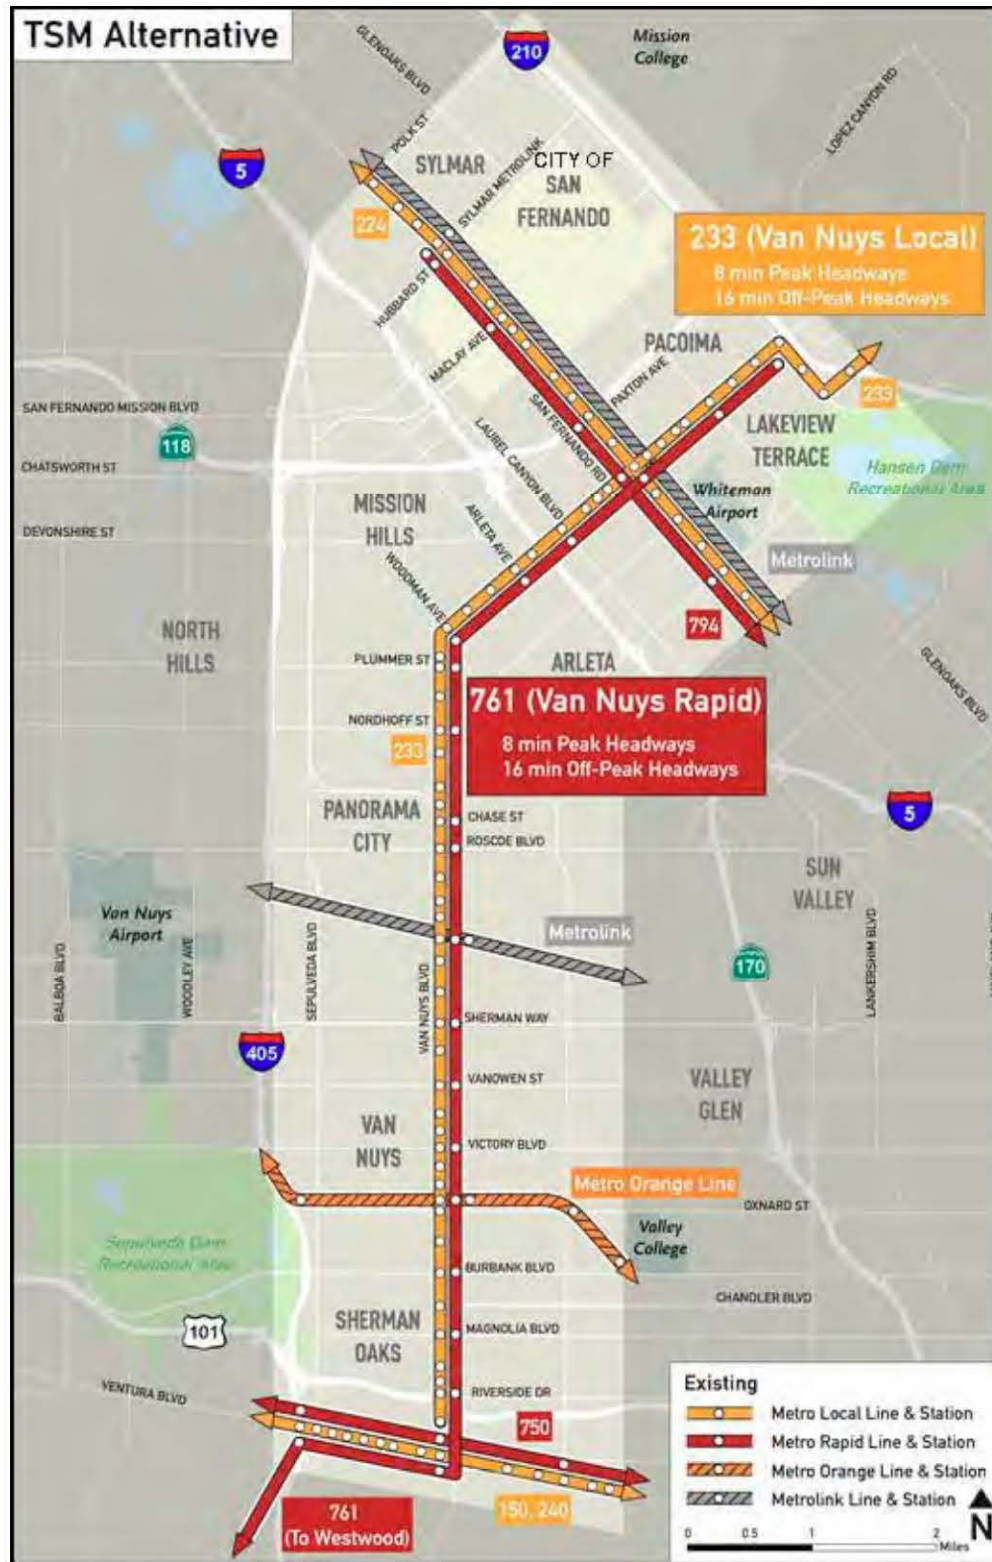 TSM Alternative
GLENOAKS BLVD
210
Mission
College
LOPEZ CANYON RD
POLK ST
5
SYLMAR
SYLMAR METROLINK
CITY OF
SAN
FERNANDO
224
233 (Van Nuys Local)
8 min Peak Headways
16 min Off-Peak Headways
HUBBARD ST
MACLAY AVE
PACOIMA
PAXTON AVE
233
SAN FERNANDO MISSION BLVD
118
SAN FERNANDO RD
LAUREL CANYON BLVD
LAKEVIEW
TERRACE
CHATSWORTH ST
Hansen Dam
Recreational Area
Whiteman
Airport
MISSION
HILLS
ARLETA AVE
DEVONSHIRE ST
WOODMAN AVE
Metrolink
NORTH
HILLS
794
PLUMMER ST
ARLETA
GLENOAKS BLVD
761 (Van Nuys Rapid)
8 min Peak Headways
16 min Off-Peak Headways
NORDHOFF ST
233
PANORAMA
CITY
CHASE ST
ROSCOE BLVD
5
SUN
VALLEY
Van Nuys
Airport
Metrolink
170
BALBOA BLVD
WOODLEY AVE
SEPULVEDA BLVD
VAN NUYS BLVD
LANKERSHIM BLVD
SHERMAN WAY
405
VANOWEN ST
VALLEY
GLEN
VAN
NUYS
VICTORY BLVD
Metro Orange Line
OXNARD ST
Valley
College
Sepulveda Dam
Recreational Area
BURBANK BLVD
CHANDLER BLVD
SHERMAN
OAKS
101
MAGNOLIA BLVD
VENTURA BLVD
RIVERSIDE DR
750
761
(To Westwood)
150, 240
Existing
Metro Local Line & Station
Metro Rapid Line & Station
Metro Orange Line & Station
Metrolink Line & Station
N
0 0.5 1 2
Miles